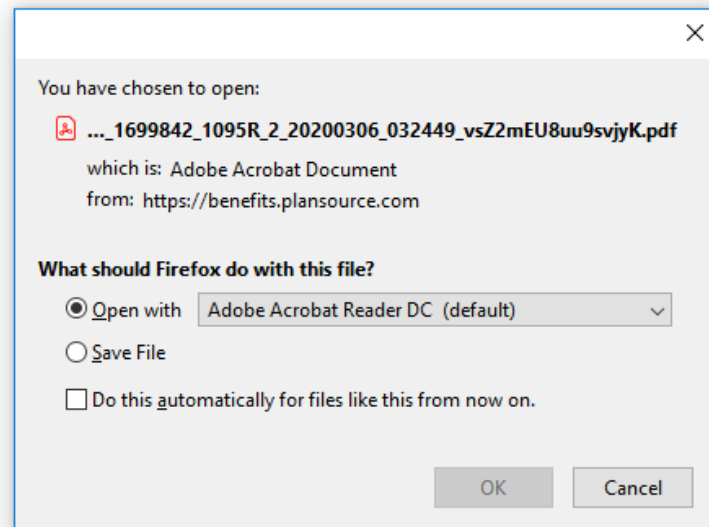 You have chosen to open:
..._1699842_1095R_2_20200306_032449_vsZ2mEU8uu9svjyK.pdf
which is: Adobe Acrobat Document
from: https://benefits.plansource.com
What should Firefox do with this file?
Open with Adobe Acrobat Reader DC (default)
Save File
Do this automatically for files like this from now on.
OK Cancel